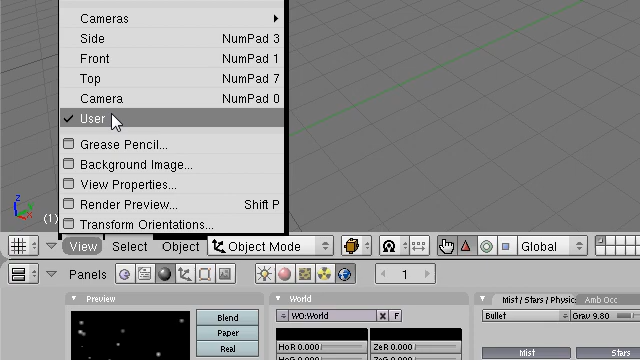 Cameras
Side NumPad 3
Front NumPad 1
Top NumPad 7
Camera NumPad 0
User
Grease Pencil...
Background Image...
View Properties...
Render Preview... Shift P
Transform Orientations...
z
(1)
View Select Object Object Mode Global
Panels 1
Preview World Mist / Stars / Physic Amb Occ
Blend WO:World F Bullet Grav 9.80
Paper
Real HoR 0.000 ZeR 0.000 Mist Stars